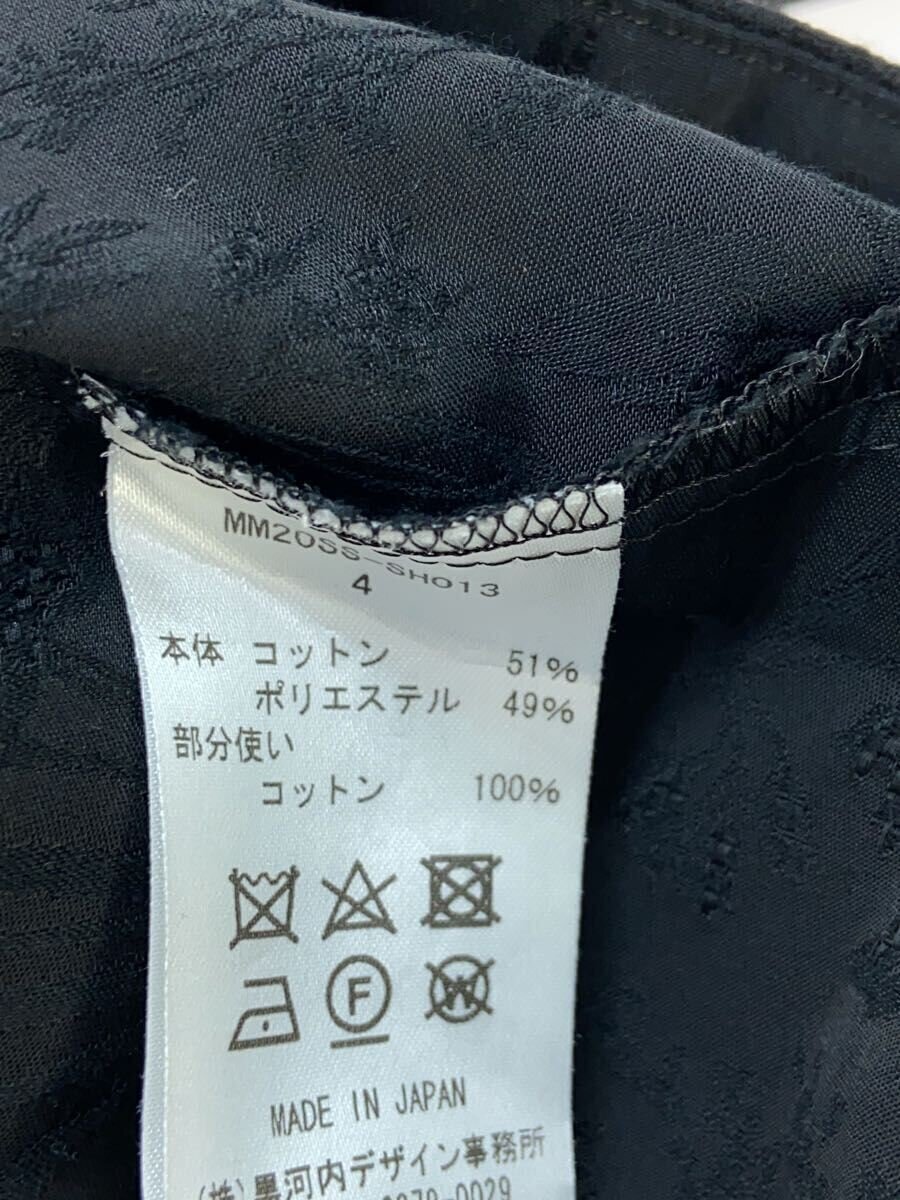 MM20SS-SH013
4
本体 コットン 51%
ポリエステル 49%
部分使い
コットン 100%
F
W
MADE IN JAPAN
(株)黒河内デザイン事務所
0029